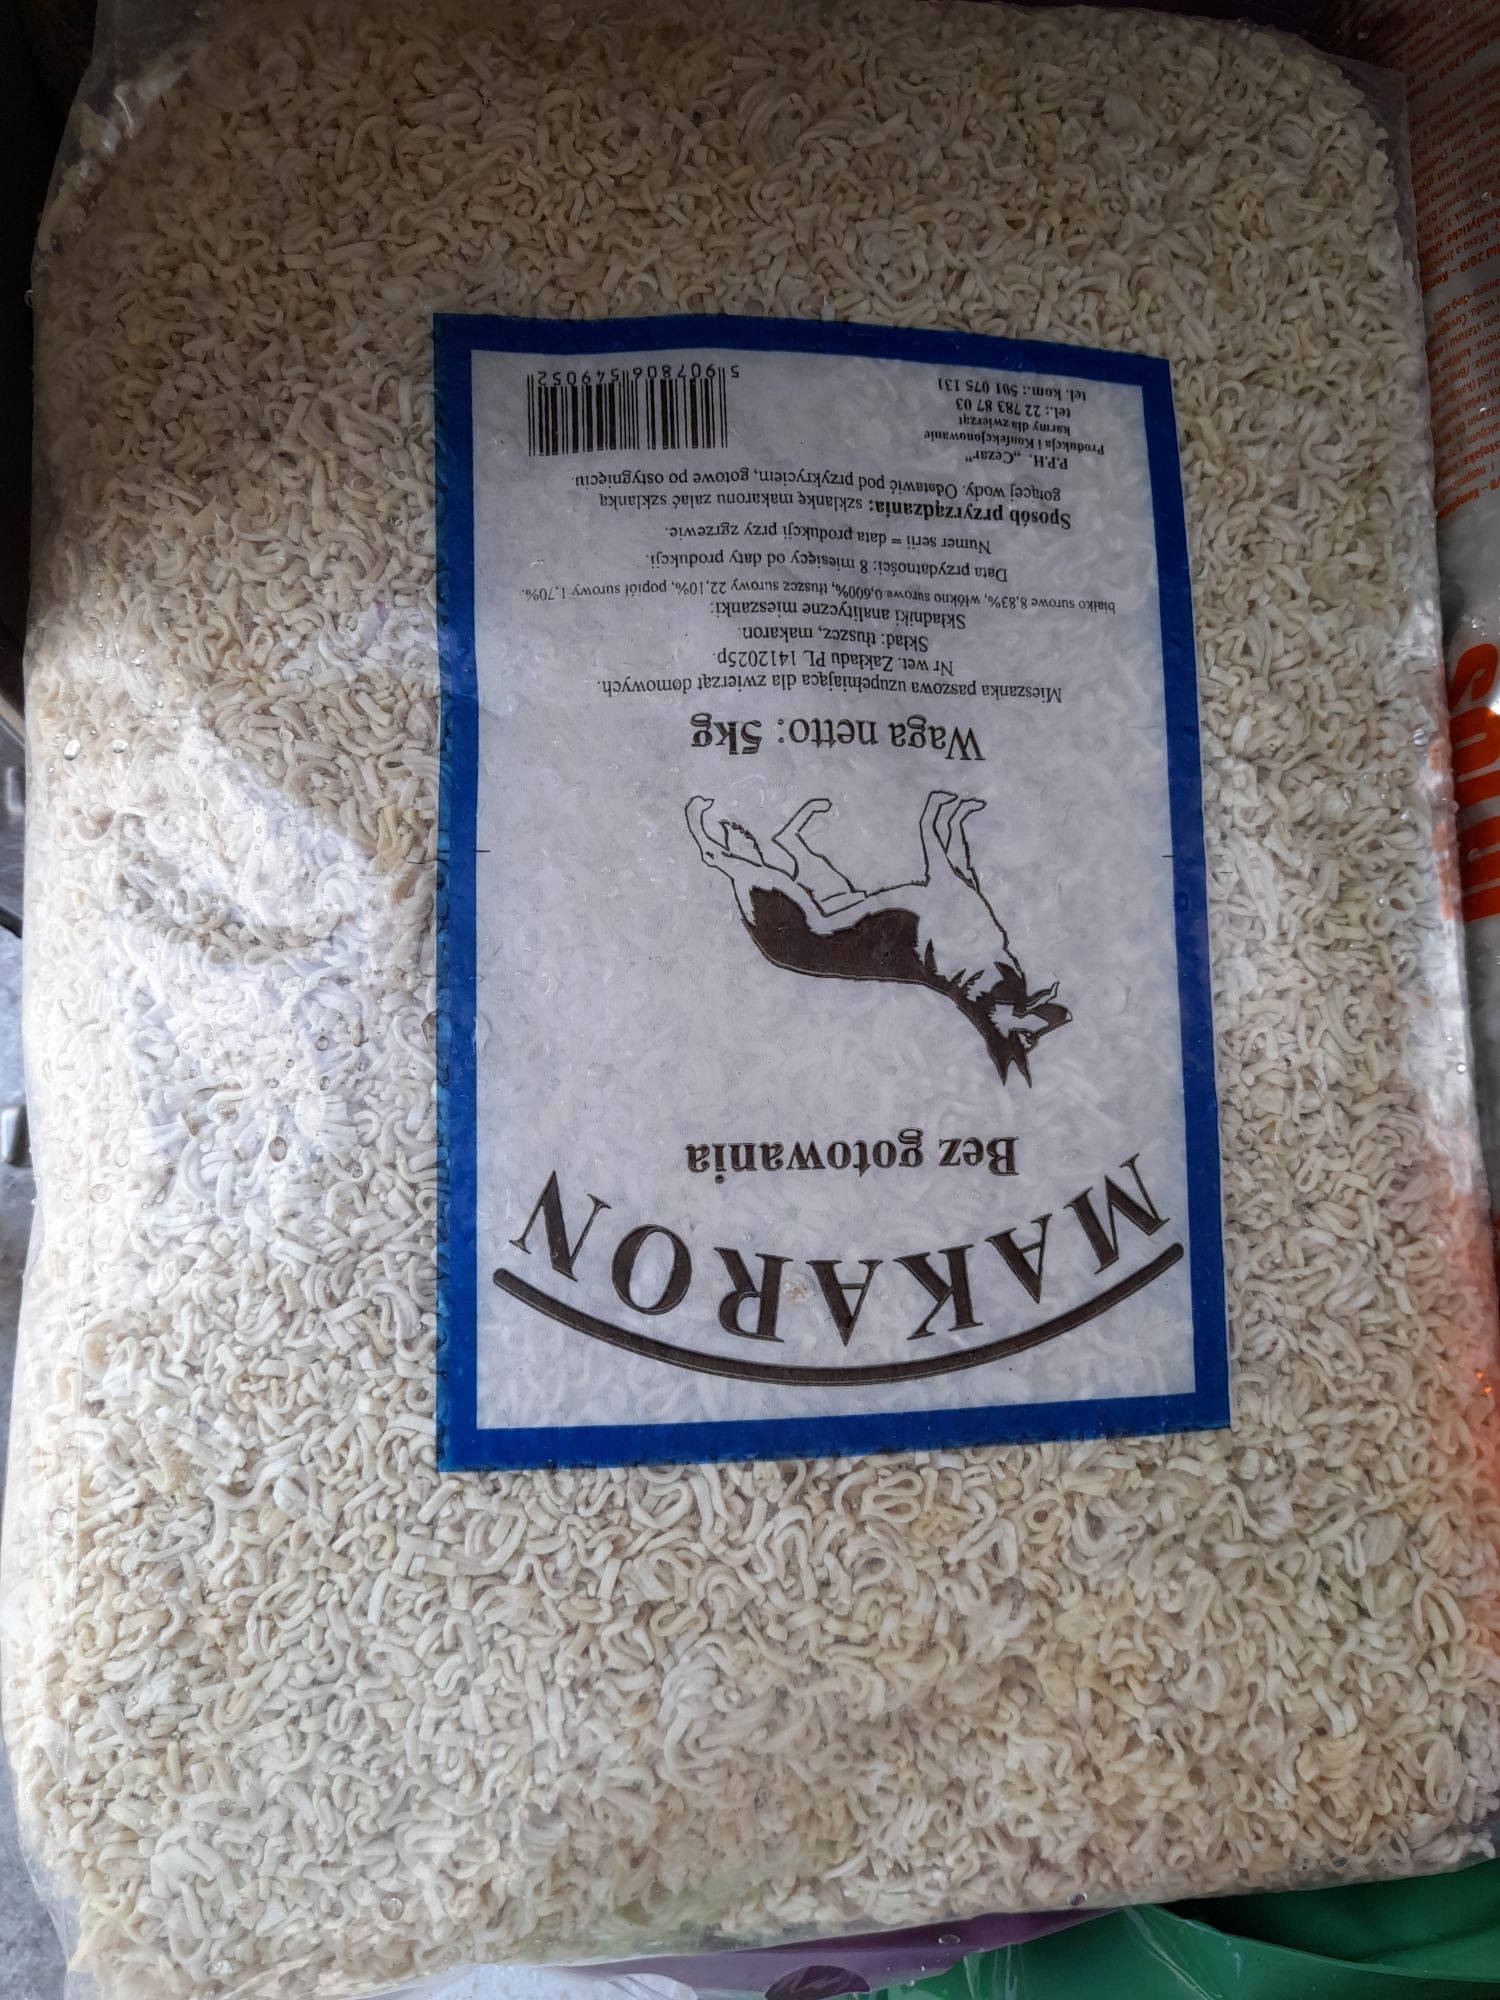 MAKARON
Bez gotowania
Waga netto: 5kg
Mieszanka paszowa uzupełniająca dla zwierząt domowych.
Nr wet. Zakładu PL 1412025p.
Skład: tłuszcz, makaron.
Składniki analityczne mieszanki:
białko surowe 8,83%, włókno surowe 0,600%, tłuszcz surowy 22,10%, popiół surowy 1,70%.
Data przydatności: 8 miesięcy od daty produkcji.
Numer serii = data produkcji przy zgrzewie.
Sposób przyrządzania: szklankę makaronu zalać szklanką
gorącej wody. Odstawić pod przykryciem, gotowe po ostygnięciu.
P.P.H. „Cezar”
Produkcja i Konfekcjonowanie
karmy dla zwierząt
tel.: 22 783 87 03
tel. kom.: 501 075 131
5 907806 549052